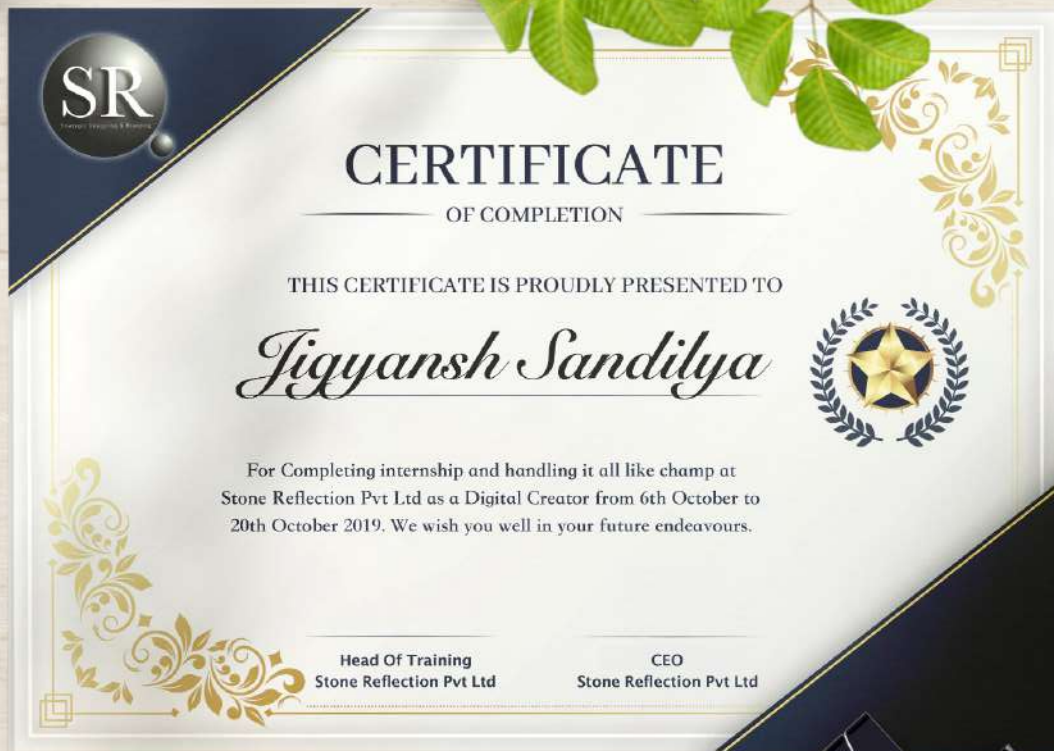 SR
CERTIFICATE
OF COMPLETION
THIS CERTIFICATE IS PROUDLY PRESENTED TO
Jigyansh Sandilya
For Completing internship and handling it all like champ at
Stone Reflection Pvt Ltd as a Digital Creator from 6th October to
20th October 2019. We wish you well in your future endeavours.
Head Of Training
Stone Reflection Pvt Ltd
CEO
Stone Reflection Pvt Ltd